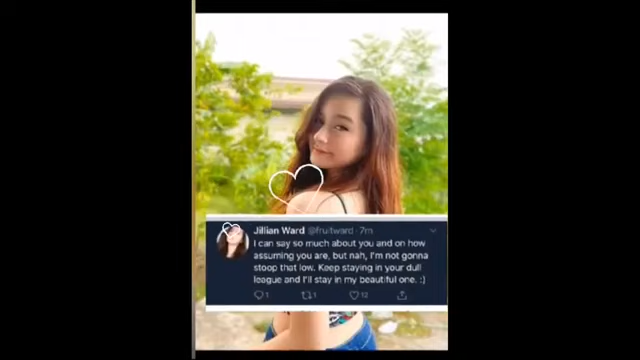 Jillian Ward @fruitward · 7m
I can say so much about you and on how
assuming you are, but nah, I'm not gonna
stoop that low. Keep staying in your dull
league and I'll stay in my beautiful one. :)
1 1 12